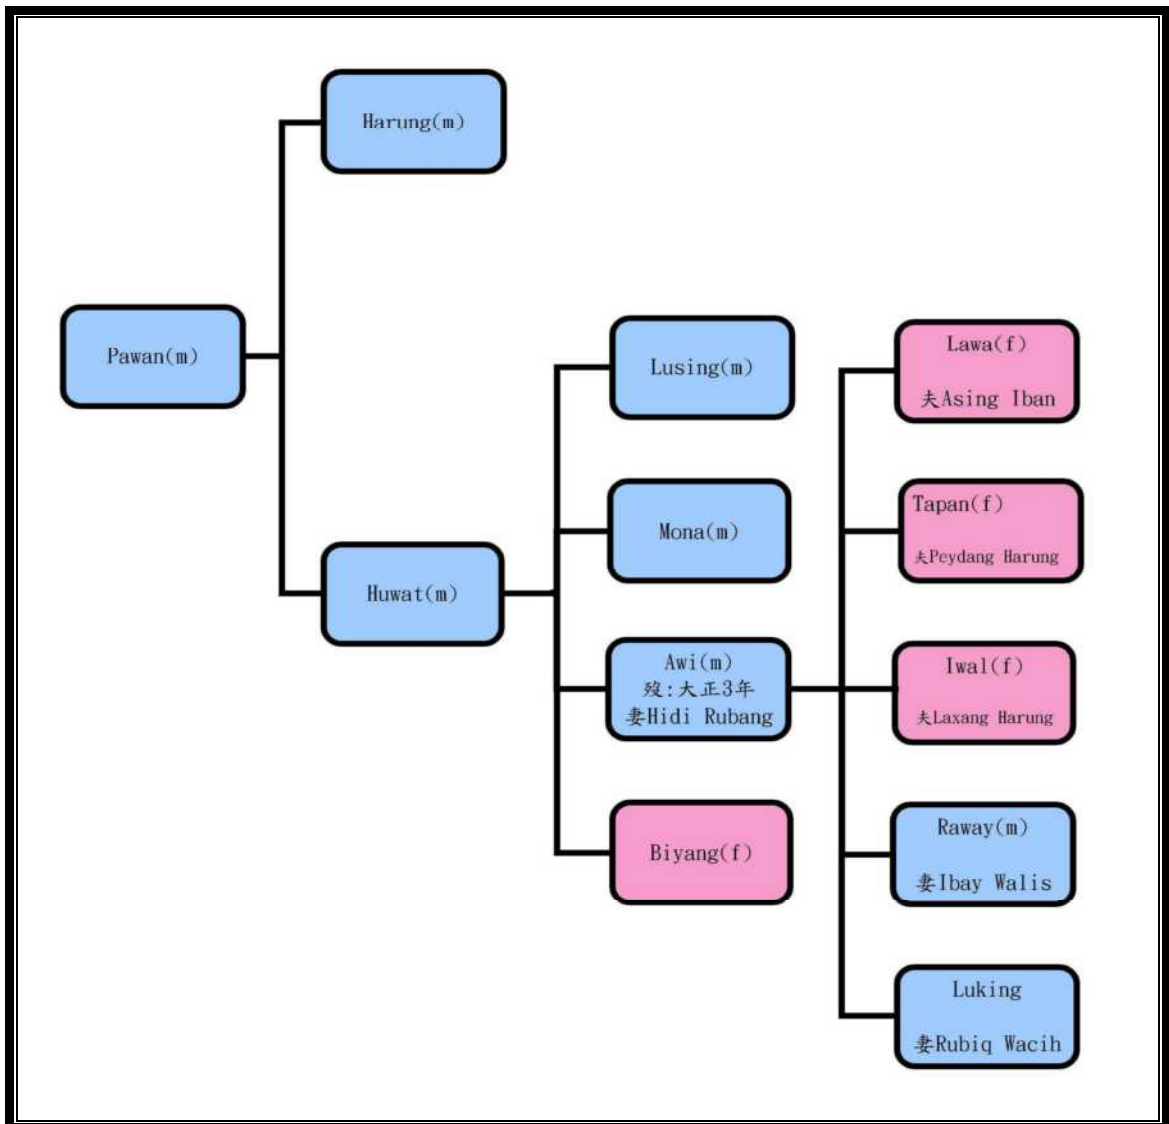 Harung(m)
Pawan(m)
Huwat(m)
Lusing(m)
Mona(m)
Awi(m)
歿:大正3年
妻Hidi Rubang
Biyang(f)
Lawa(f)
夫Asing Iban
Tapan(f)
夫Peydang Harung
Iwal(f)
夫Laxang Harung
Raway(m)
妻Ibay Walis
Luking
妻Rubiq Wacih